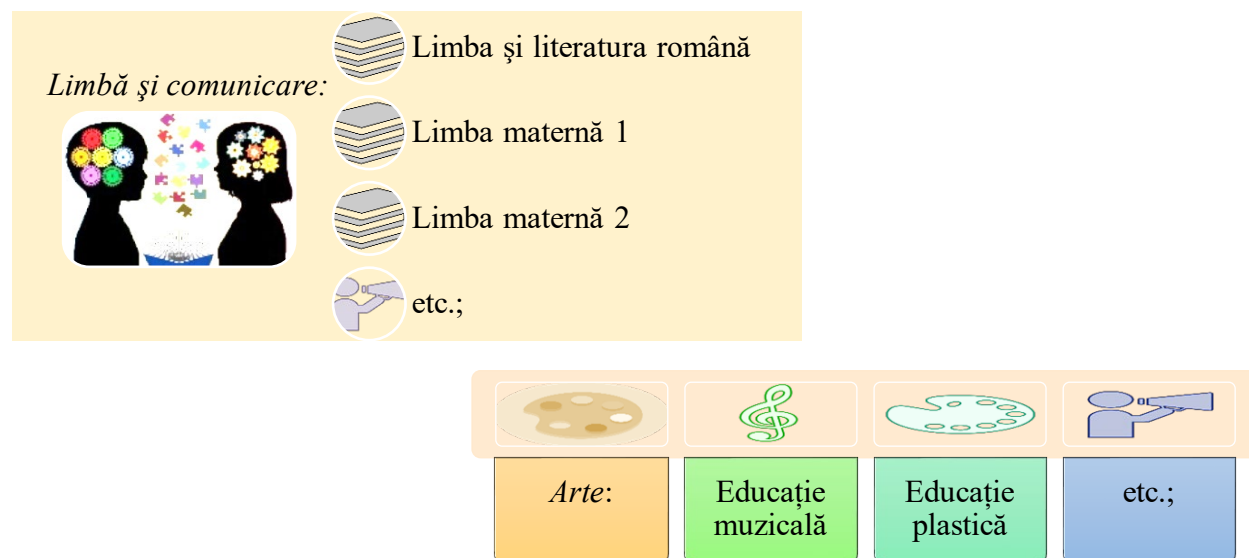 Limba şi literatura română
Limbă şi comunicare:
Limba maternă 1
Limba maternă 2
etc.;
Arte:
Educație
muzicală
Educație
plastică
etc.;